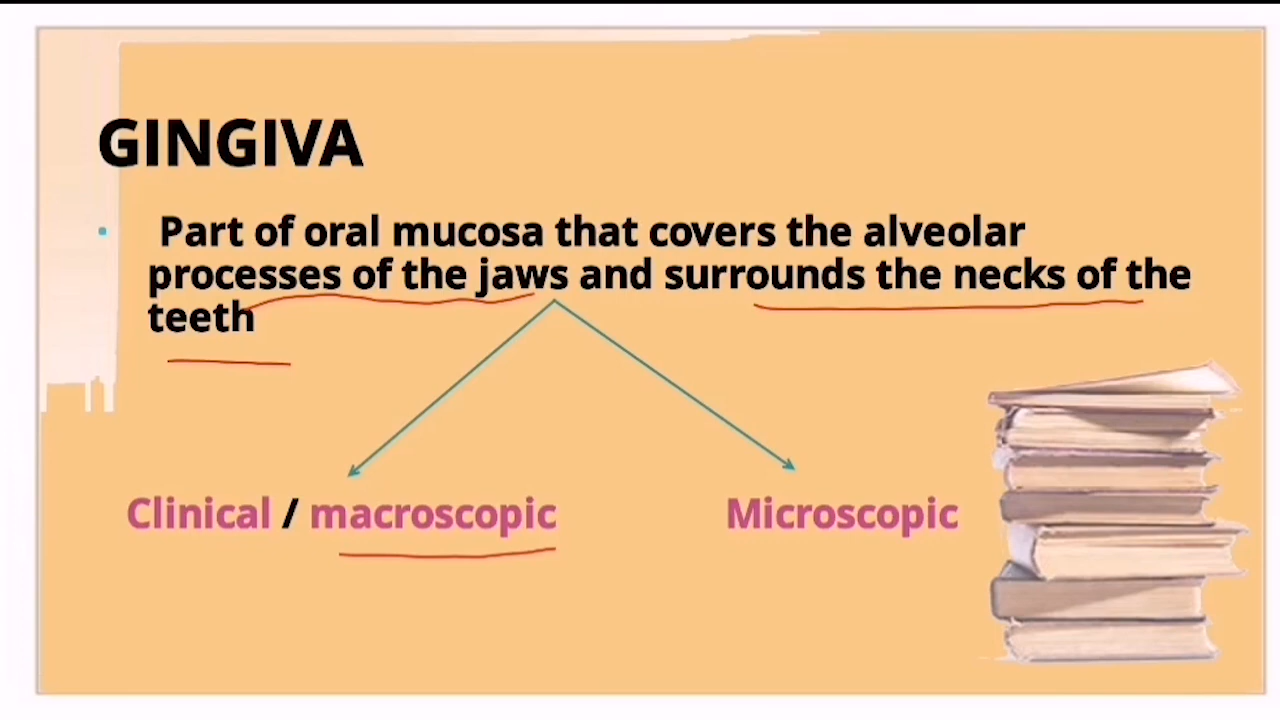 GINGIVA
• Part of oral mucosa that covers the alveolar
processes of the jaws and surrounds the necks of the
teeth
Clinical / macroscopic
Microscopic